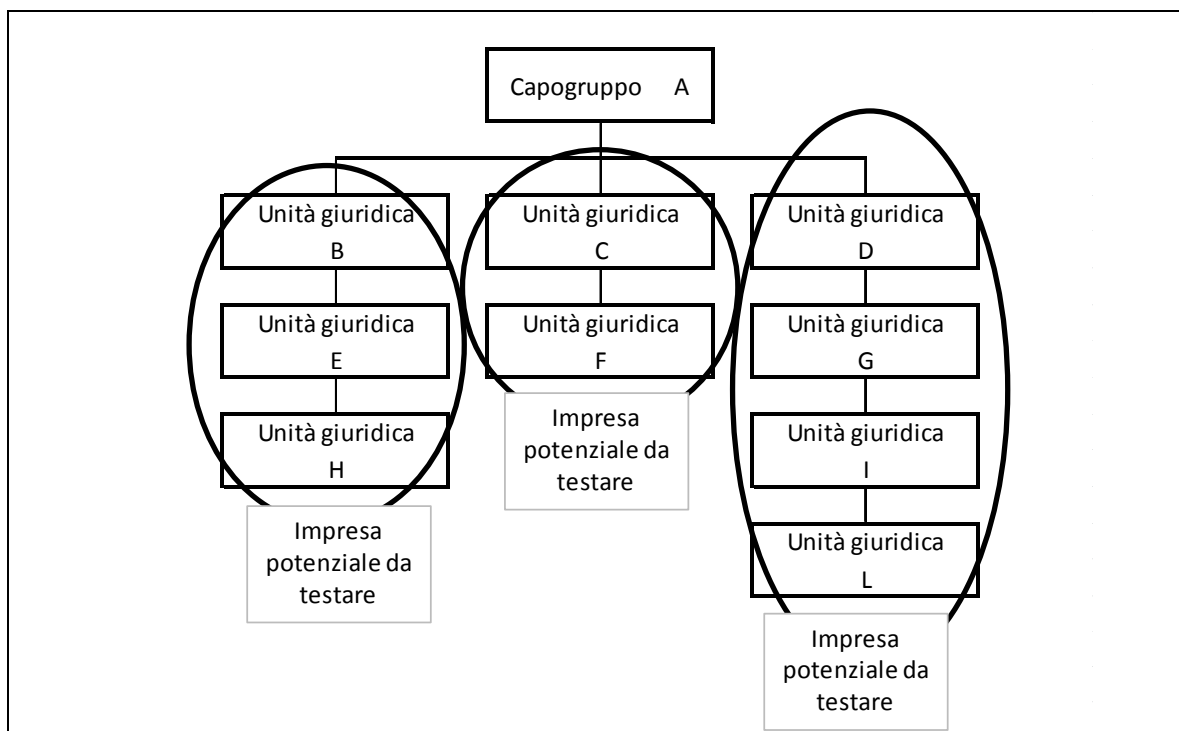 Capogruppo A
Unità giuridica
B
Unità giuridica
C
Unità giuridica
D
Unità giuridica
E
Unità giuridica
F
Unità giuridica
G
Unità giuridica
H
Impresa
potenziale da
testare
Unità giuridica
I
Impresa
potenziale da
testare
Unità giuridica
L
Impresa
potenziale da
testare